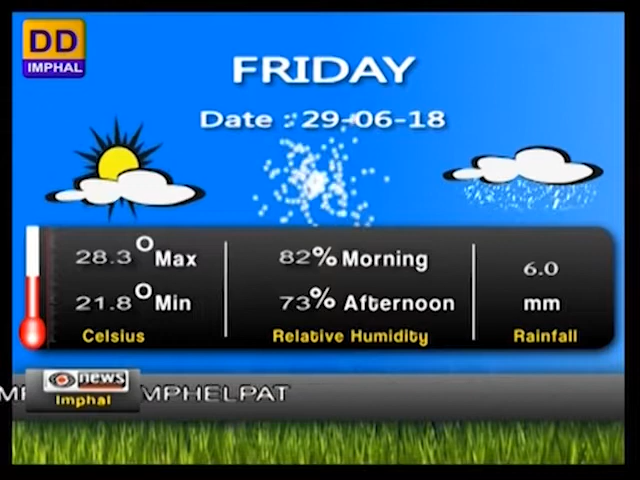 DD
IMPHAL
FRIDAY
Date : 29-06-18
28.3 O Max
82% Morning
6.0
21.8 O Min
73% Afternoon
mm
Celsius
Relative Humidity
Rainfall
news
Imphal
MPHELPAT